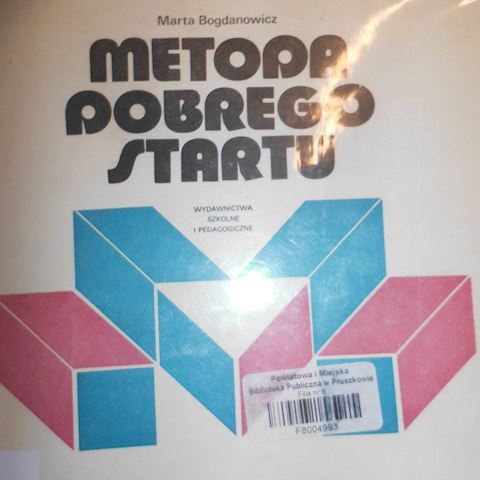 Marta Bogdanowicz
METODA
DOBREGO
STARTU
WYDAWNICTWA
SZKOLNE
I PEDAGOGICZNE
Powiatowa i Miejska
Biblioteka Publiczna w Pruszkowie
Filia nr 5
F8004993